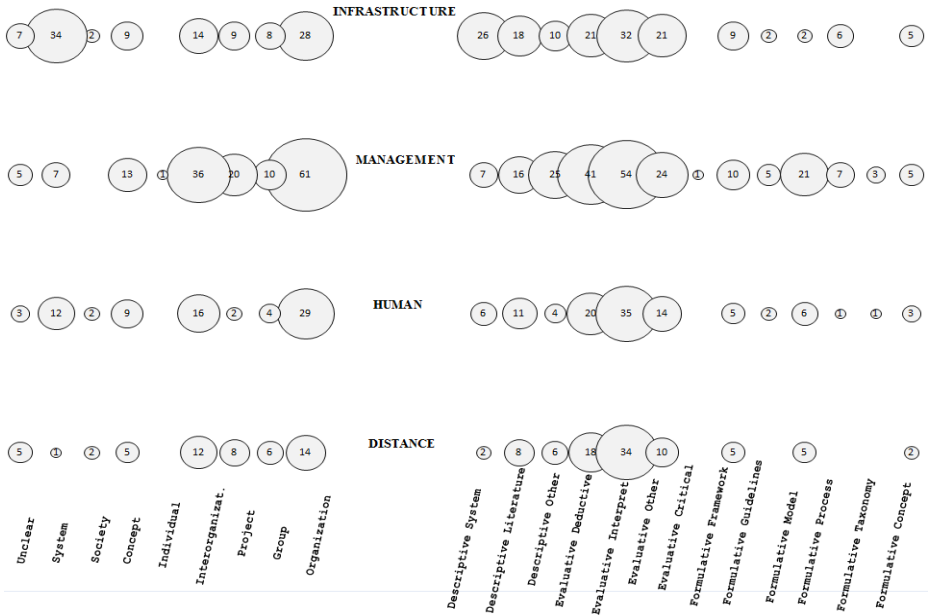 INFRASTRUCTURE
7 34 2 9 14 9 8 28 26 18 10 21 32 21 9 2 2 6 5
MANAGEMENT
5 7 13 1 36 20 10 61 7 16 25 41 54 24 1 10 5 21 7 3 5
HUMAN
3 12 2 9 16 2 4 29 6 11 4 20 35 14 5 2 6 1 1 3
DISTANCE
5 1 2 5 12 8 6 14 2 8 6 18 34 10 5 5 2
Unclear
System
Society
Concept
Individual
Interorganizat.
Project
Group
Organization
Descriptive System
Descriptive Literature
Descriptive Other
Evaluative Deductive
Evaluative Interpret
Evaluative Other
Evaluative Critical
Formulative Framework
Formulative Guidelines
Formulative Model
Formulative Process
Formulative Taxonomy
Formulative Concept